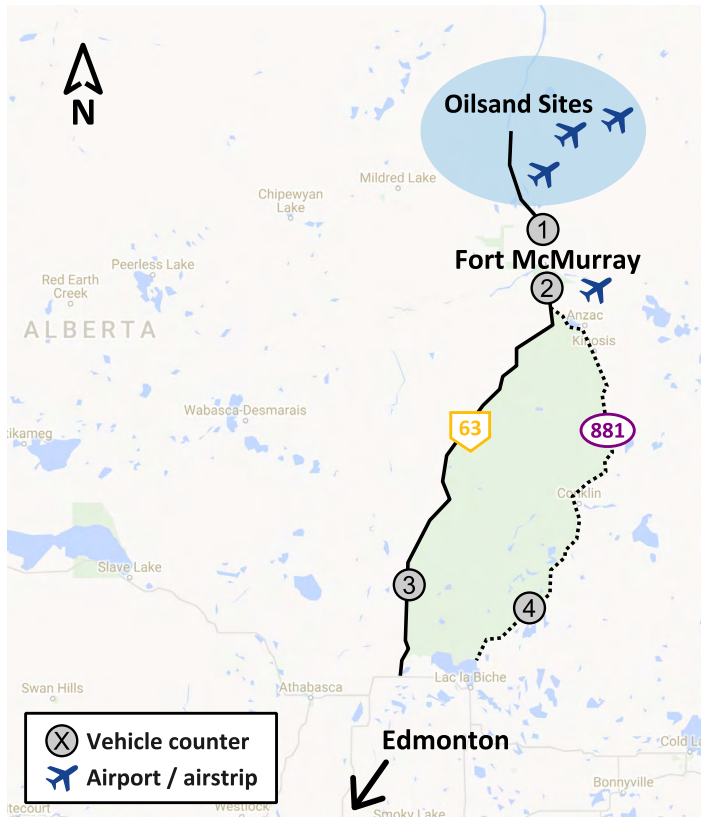 N
Oilsand Sites
Mildred Lake
Chipewyan
Lake
1
Fort McMurray
Peerless Lake
Red Earth
Creek
2
Anzac
Kinosis
ALBERTA
Wabasca-Desmarais
63
881
tikameg
Conklin
Slave Lake
3
4
Lac la Biche
Swan Hills
Athabasca
X Vehicle counter
Airport / airstrip
Edmonton
Cold La
Bonnyville
itecourt
Westlock
Smoky Lake